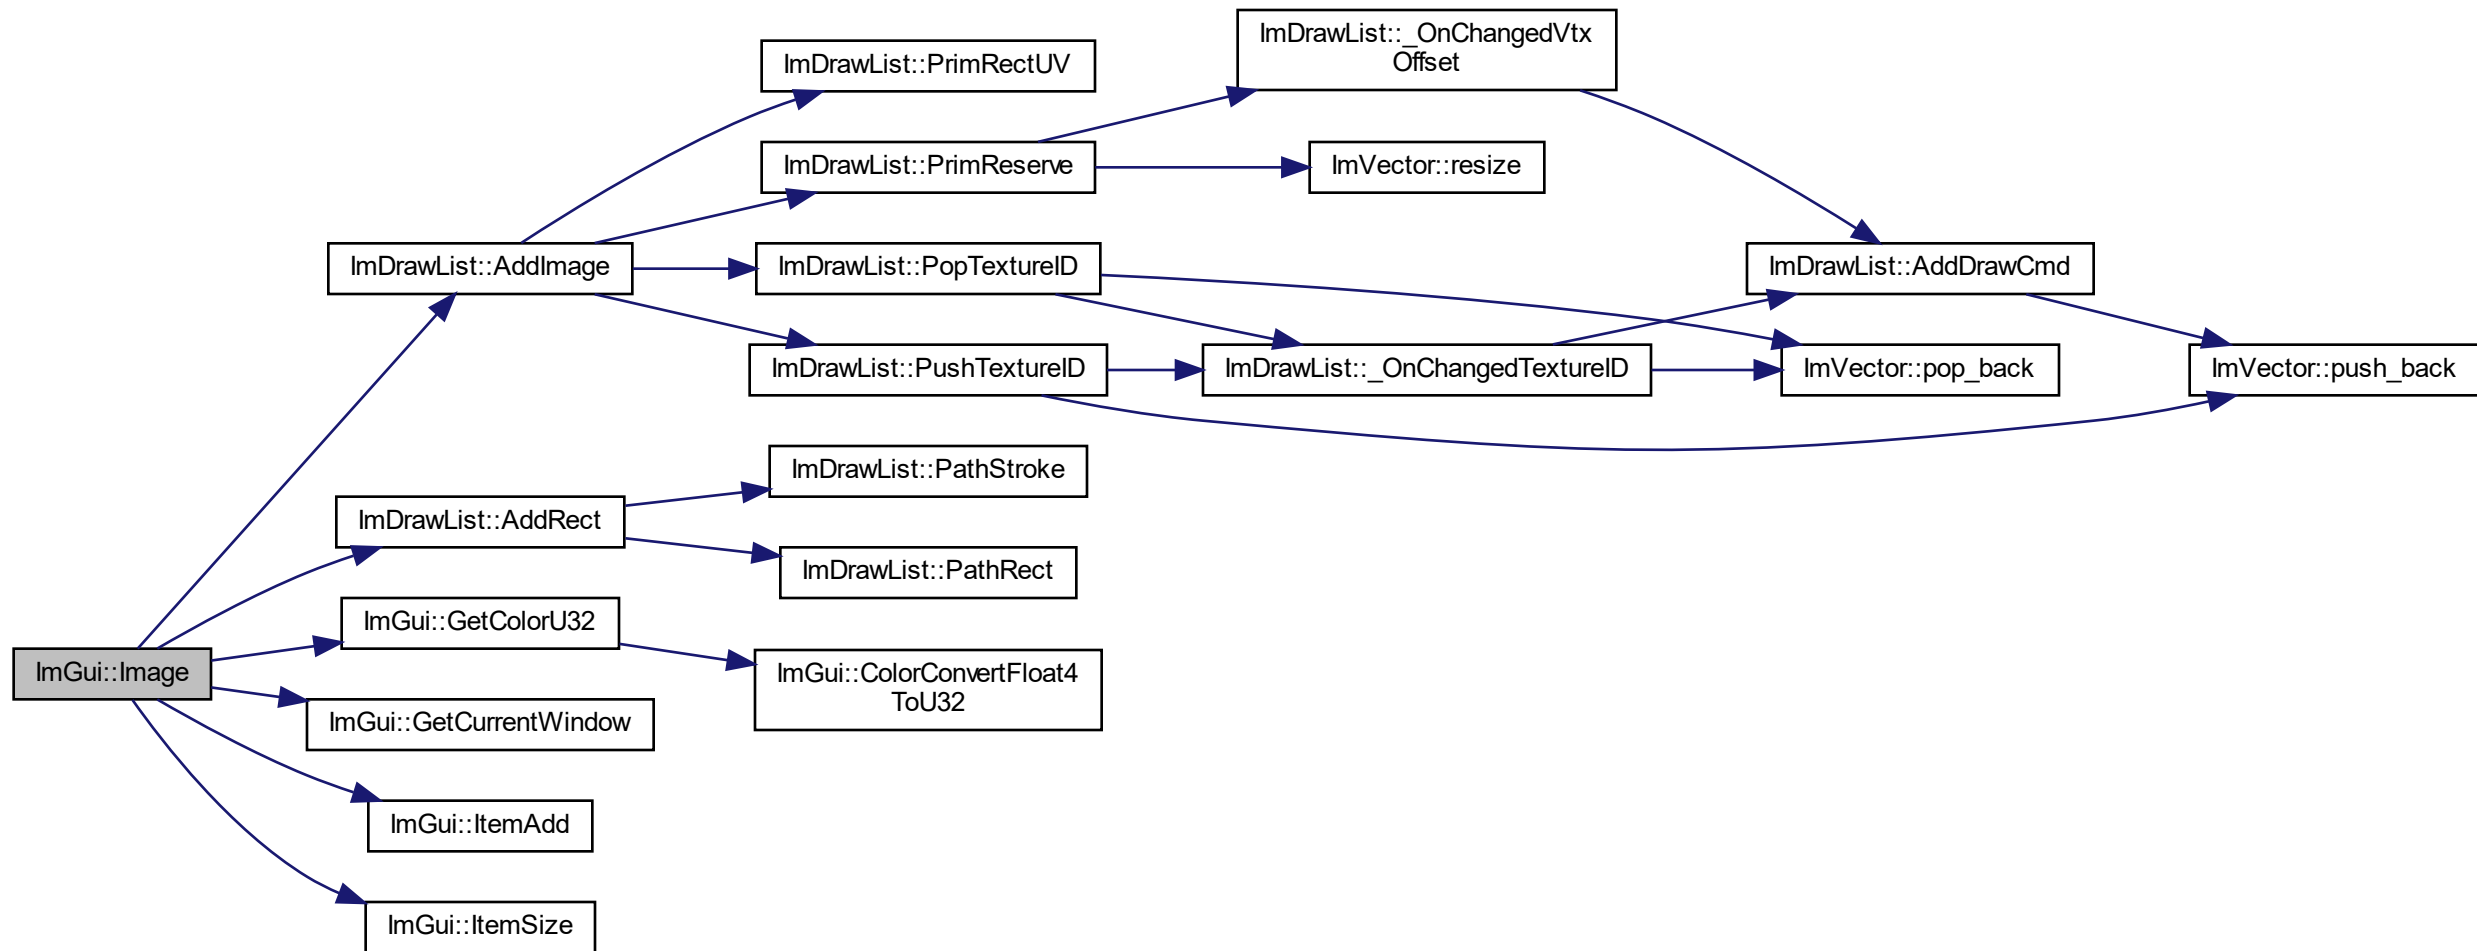 ImDrawList::_OnChangedVtx
Offset
ImDrawList::PrimRectUV
ImDrawList::PrimReserve
ImVector::resize
ImDrawList::AddImage
ImDrawList::PopTextureID
ImDrawList::AddDrawCmd
ImDrawList::PushTextureID
ImDrawList::_OnChangedTextureID
ImVector::pop_back
ImVector::push_back
ImDrawList::PathStroke
ImDrawList::AddRect
ImDrawList::PathRect
ImGui::GetColorU32
ImGui::Image
ImGui::ColorConvertFloat4
ToU32
ImGui::GetCurrentWindow
ImGui::ItemAdd
ImGui::ItemSize